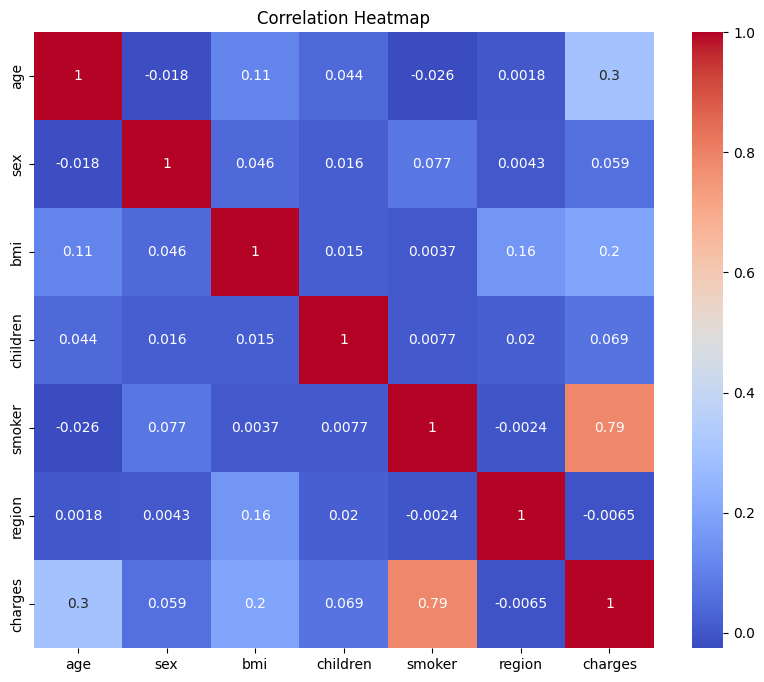 Correlation Heatmap
age 1 -0.018 0.11 0.044 -0.026 0.0018 0.3
sex -0.018 1 0.046 0.016 0.077 0.0043 0.059
bmi 0.11 0.046 1 0.015 0.0037 0.16 0.2
children 0.044 0.016 0.015 1 0.0077 0.02 0.069
smoker -0.026 0.077 0.0037 0.0077 1 -0.0024 0.79
region 0.0018 0.0043 0.16 0.02 -0.0024 1 -0.0065
charges 0.3 0.059 0.2 0.069 0.79 -0.0065 1
age sex bmi children smoker region charges
1.0
0.8
0.6
0.4
0.2
0.0